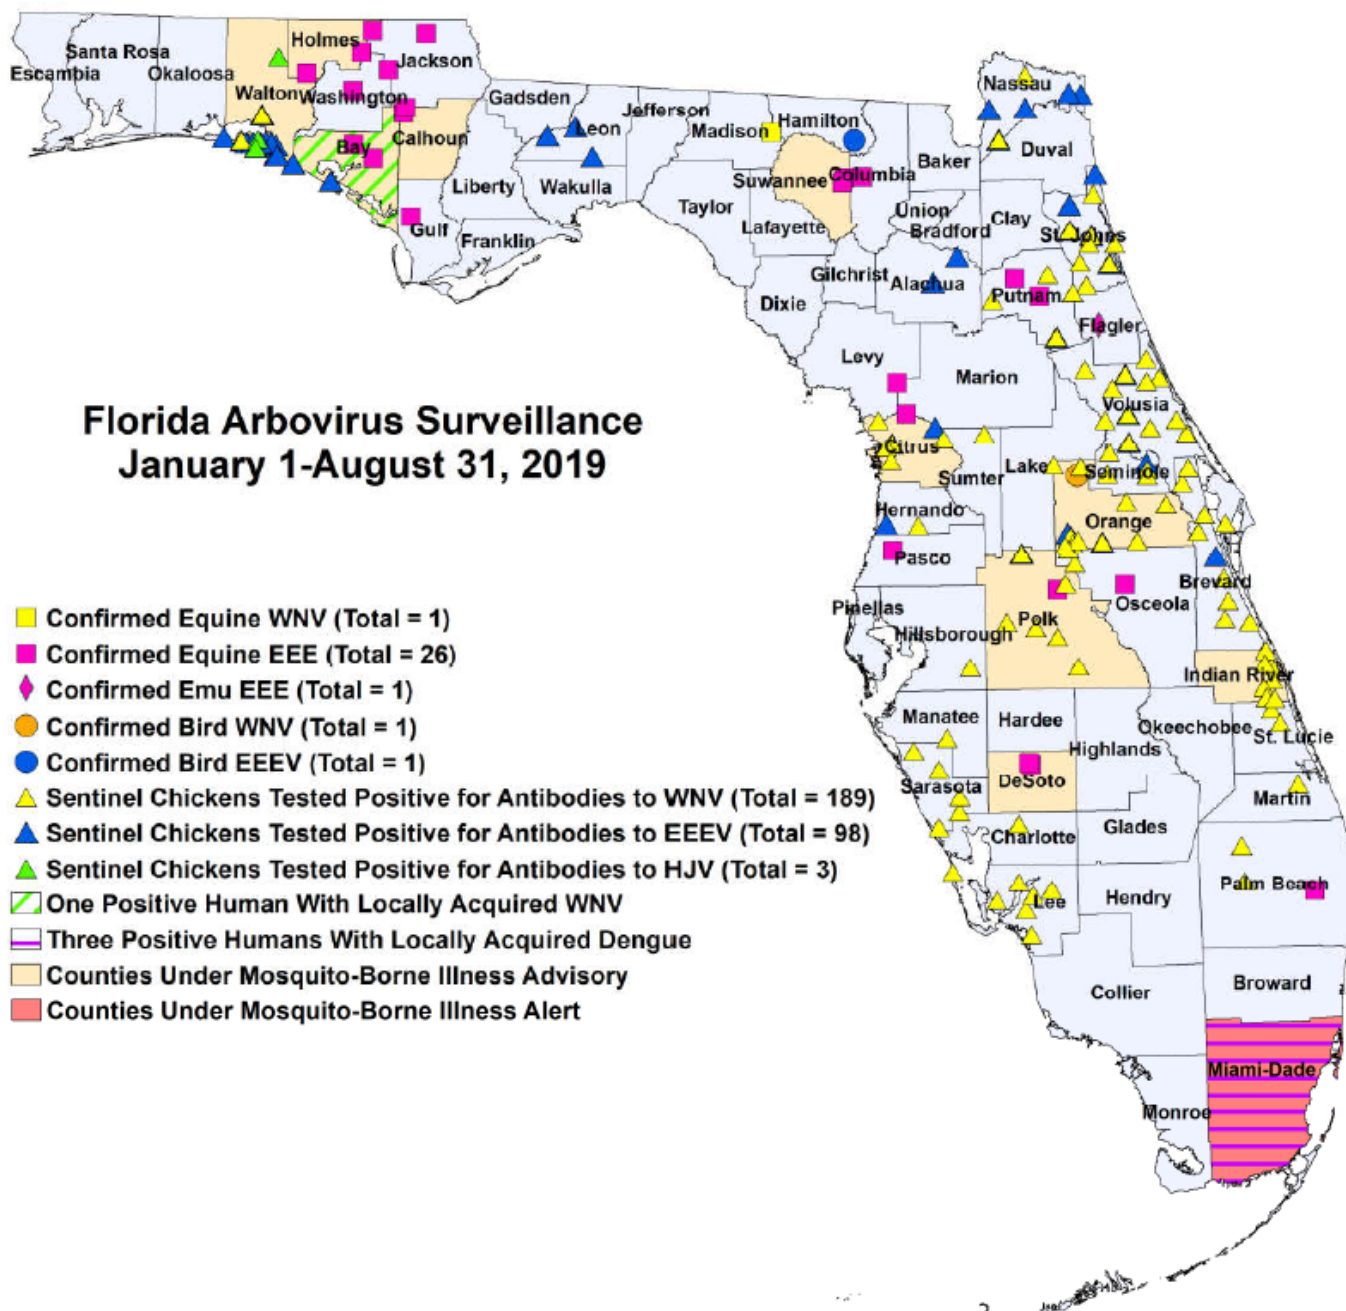 Holmes
Santa Rosa
Jackson
Escambia
Okaloosa
Walton
Washington
Gadsden
Jefferson
Leon
Madison
Hamilton
Nassau
Calhoun
Bay
Baker
Duval
Liberty
Wakulla
Suwannee
Columbia
Taylor
Lafayette
Union
Bradford
Clay
St. Johns
Gulf
Franklin
Gilchrist
Alachua
Putnam
Dixie
Flagler
Levy
Marion
Florida Arbovirus Surveillance
January 1-August 31, 2019
Volusia
Citrus
Sumter
Lake
Seminole
Hernando
Orange
Pasco
Brevard
Pinellas
Hillsborough
Polk
Osceola
Indian River
Manatee
Hardee
Okeechobee
Highlands
St. Lucie
Sarasota
DeSoto
Martin
Charlotte
Glades
Lee
Hendry
Palm Beach
Collier
Broward
Miami-Dade
Monroe
Confirmed Equine WNV (Total = 1)
Confirmed Equine EEE (Total = 26)
Confirmed Emu EEE (Total = 1)
Confirmed Bird WNV (Total = 1)
Confirmed Bird EEEV (Total = 1)
Sentinel Chickens Tested Positive for Antibodies to WNV (Total = 189)
Sentinel Chickens Tested Positive for Antibodies to EEEV (Total = 98)
Sentinel Chickens Tested Positive for Antibodies to HJV (Total = 3)
One Positive Human With Locally Acquired WNV
Three Positive Humans With Locally Acquired Dengue
Counties Under Mosquito-Borne Illness Advisory
Counties Under Mosquito-Borne Illness Alert